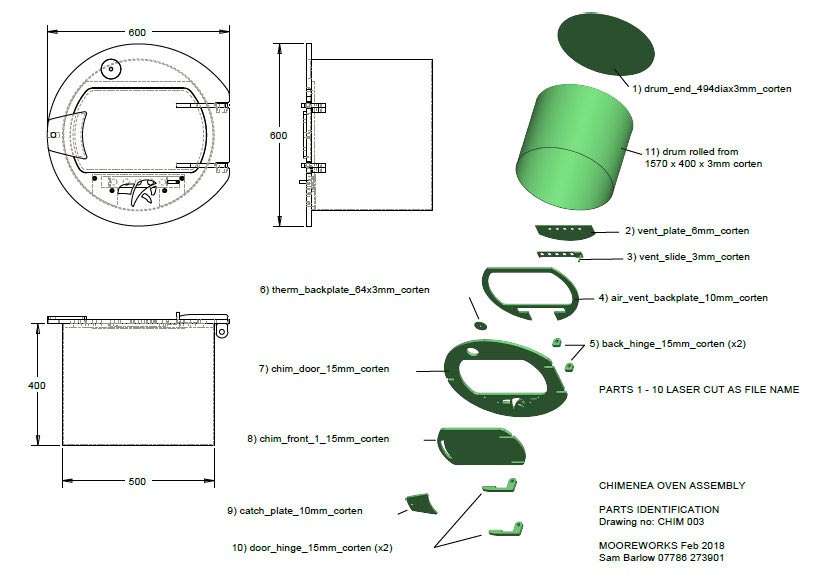 600
1) drum_end_494diax3mm_corten
600
11) drum rolled from
1570 x 400 x 3mm corten
2) vent_plate_6mm_corten
3) vent_slide_3mm_corten
6) therm_backplate_64x3mm_corten
4) air_vent_backplate_10mm_corten
5) back_hinge_15mm_corten (x2)
7) chim_door_15mm_corten
400
PARTS 1 - 10 LASER CUT AS FILE NAME
8) chim_front_1_15mm_corten
500
CHIMENEA OVEN ASSEMBLY
9) catch_plate_10mm_corten
PARTS IDENTIFICATION
Drawing no: CHIM 003
10) door_hinge_15mm_corten (x2)
MOOREWORKS Feb 2018
Sam Barlow 07786 273901